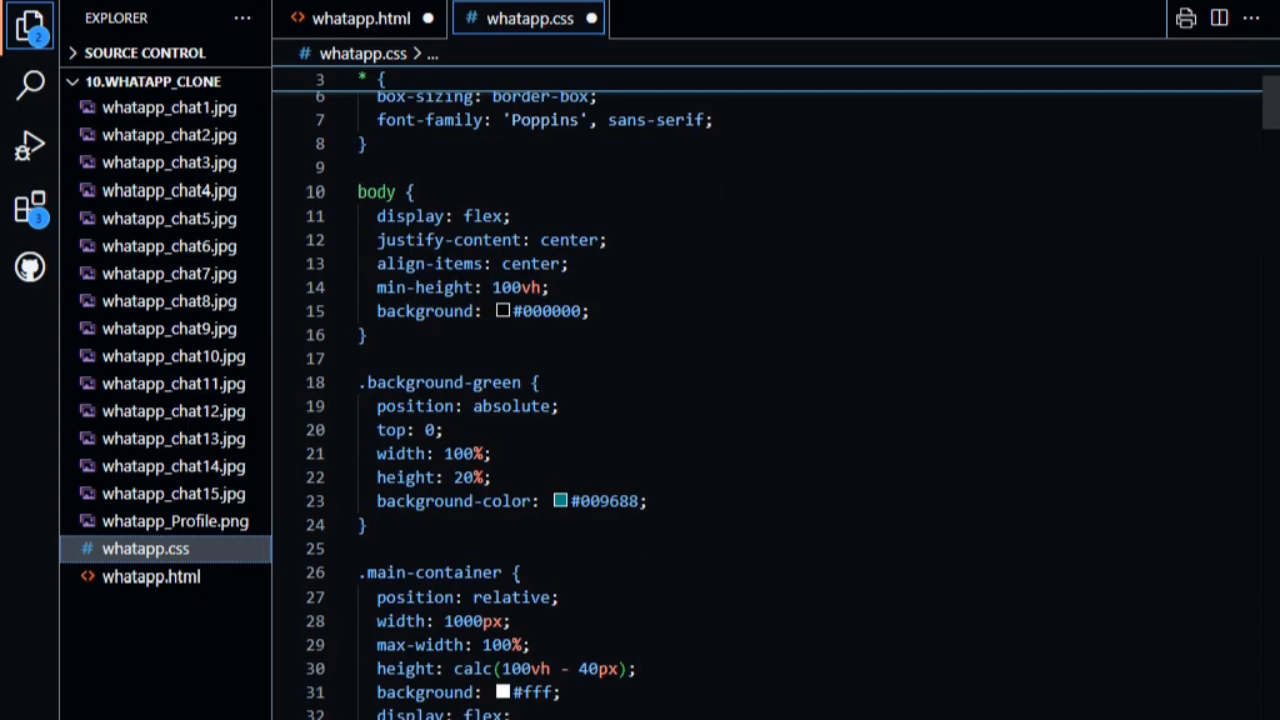 EXPLORER ···
SOURCE CONTROL
10.WHATAPP_CLONE
whatapp_chat1.jpg
whatapp_chat2.jpg
whatapp_chat3.jpg
whatapp_chat4.jpg
whatapp_chat5.jpg
whatapp_chat6.jpg
whatapp_chat7.jpg
whatapp_chat8.jpg
whatapp_chat9.jpg
whatapp_chat10.jpg
whatapp_chat11.jpg
whatapp_chat12.jpg
whatapp_chat13.jpg
whatapp_chat14.jpg
whatapp_chat15.jpg
whatapp_Profile.png
# whatapp.css
<> whatapp.html
2
3
<> whatapp.html ● # whatapp.css ●
# whatapp.css > ...
3 * {
6 box-sizing: border-box;
7 font-family: 'Poppins', sans-serif;
8 }
9
10 body {
11 display: flex;
12 justify-content: center;
13 align-items: center;
14 min-height: 100vh;
15 background: #000000;
16 }
17
18 .background-green {
19 position: absolute;
20 top: 0;
21 width: 100%;
22 height: 20%;
23 background-color: #009688;
24 }
25
26 .main-container {
27 position: relative;
28 width: 1000px;
29 max-width: 100%;
30 height: calc(100vh - 40px);
31 background: #fff;
32 display: flex;